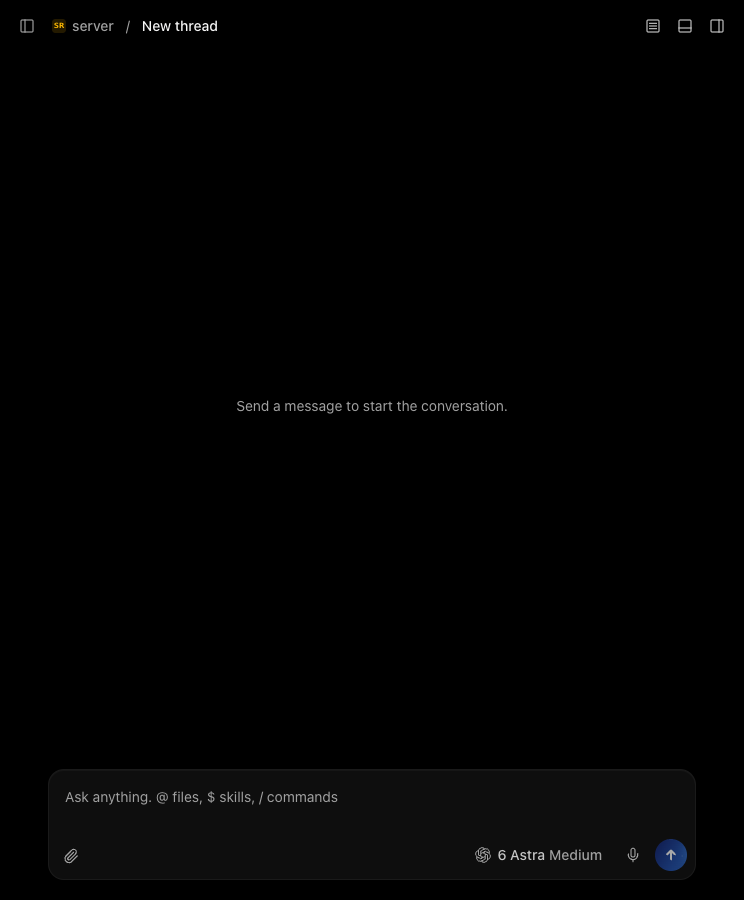 SR server / New thread
Send a message to start the conversation.
Ask anything. @ files, $ skills, / commands
6 Astra Medium